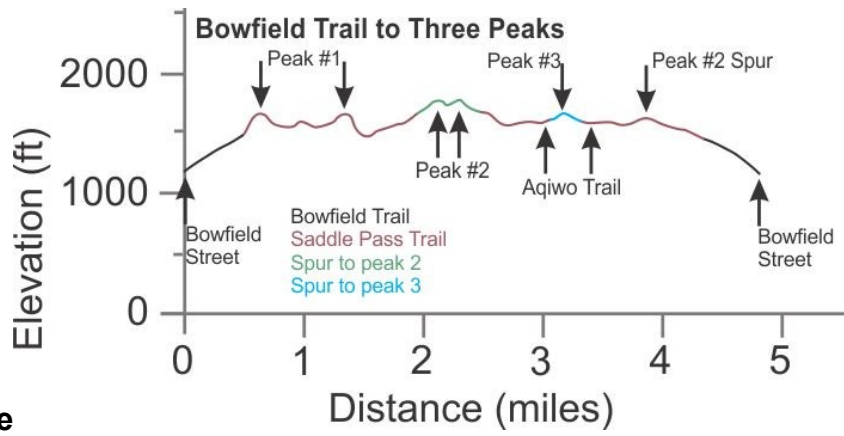 Bowfield Trail to Three Peaks
Peak #1
Peak #3
Peak #2 Spur
2000
Peak #2
Aqiwo Trail
1000
Bowfield
Street
Bowfield Trail
Saddle Pass Trail
Spur to peak 2
Spur to peak 3
Bowfield
Street
0
Elevation (ft)
0 1 2 3 4 5
Distance (miles)
e